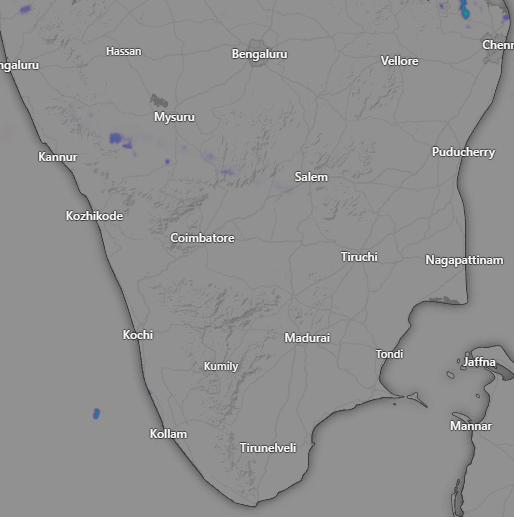 Chenn
Hassan
Bengaluru
Vellore
ngaluru
Mysuru
Kannur
Puducherry
Salem
Kozhikode
Coimbatore
Tiruchi
Nagapattinam
Kochi
Madurai
Tondi
Kumily
Jaffna
Kollam
Mannar
Tirunelveli